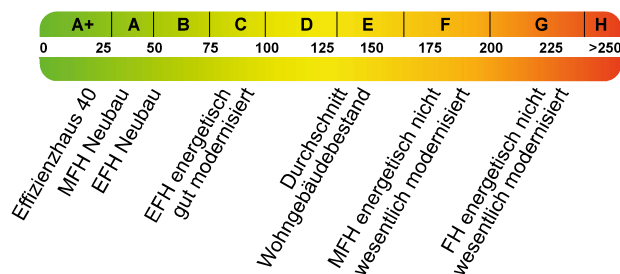 A+ A B C D E F G H
0 25 50 75 100 125 150 175 200 225 >250
Effizienzhaus 40
MFH Neubau
EFH Neubau
EFH energetisch
gut modernisiert
Durchschnitt
Wohngebäudebestand
MFH energetisch nicht
wesentlich modernisiert
FH energetisch nicht
wesentlich modernisiert